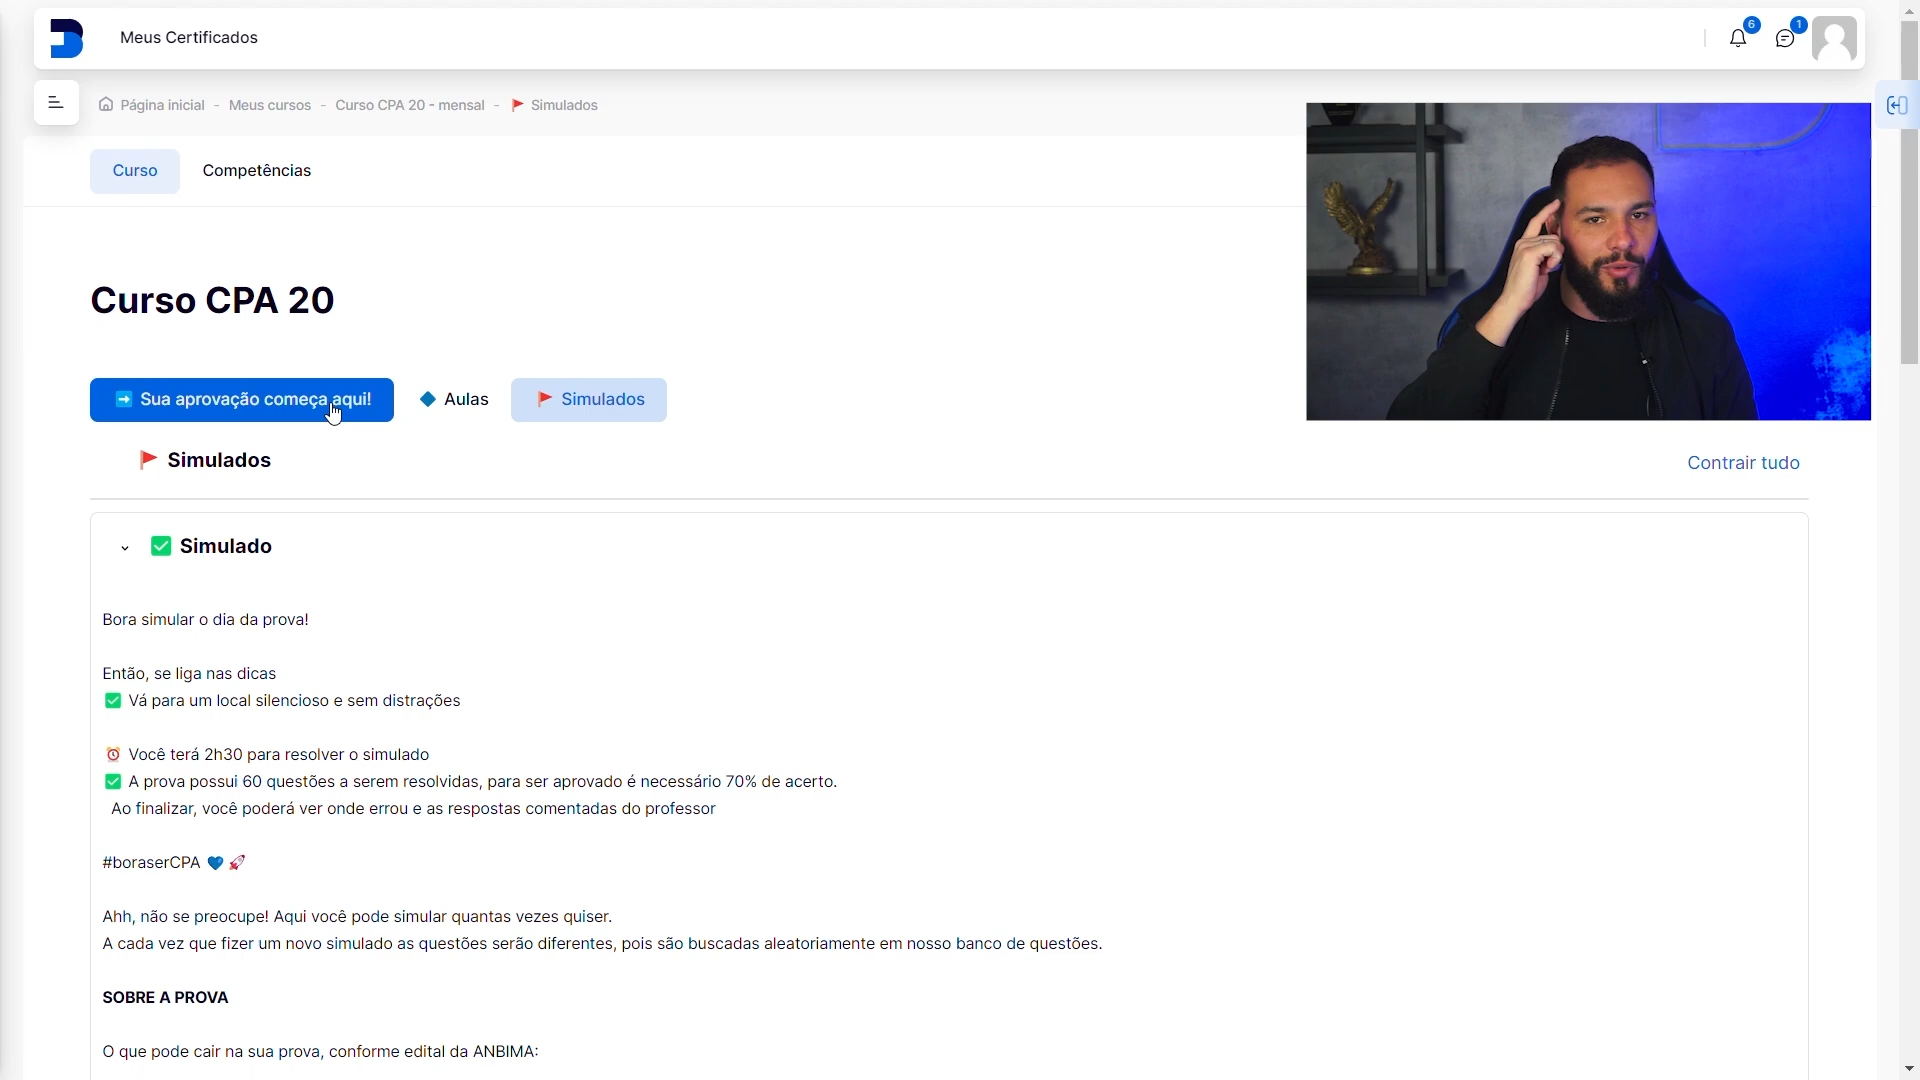 Meus Certificados
6
1
Página inicial - Meus cursos - Curso CPA 20 - mensal - 🚩 Simulados
Curso
Competências
Curso CPA 20
➡️ Sua aprovação começa aqui!
🔷 Aulas
🚩 Simulados
🚩 Simulados
Contrair tudo
✅ Simulado
Bora simular o dia da prova!
Então, se liga nas dicas
✅ Vá para um local silencioso e sem distrações
⏰ Você terá 2h30 para resolver o simulado
✅ A prova possui 60 questões a serem resolvidas, para ser aprovado é necessário 70% de acerto.
Ao finalizar, você poderá ver onde errou e as respostas comentadas do professor
#boraserCPA 💙 🚀
Ahh, não se preocupe! Aqui você pode simular quantas vezes quiser.
A cada vez que fizer um novo simulado as questões serão diferentes, pois são buscadas aleatoriamente em nosso banco de questões.
SOBRE A PROVA
O que pode cair na sua prova, conforme edital da ANBIMA: